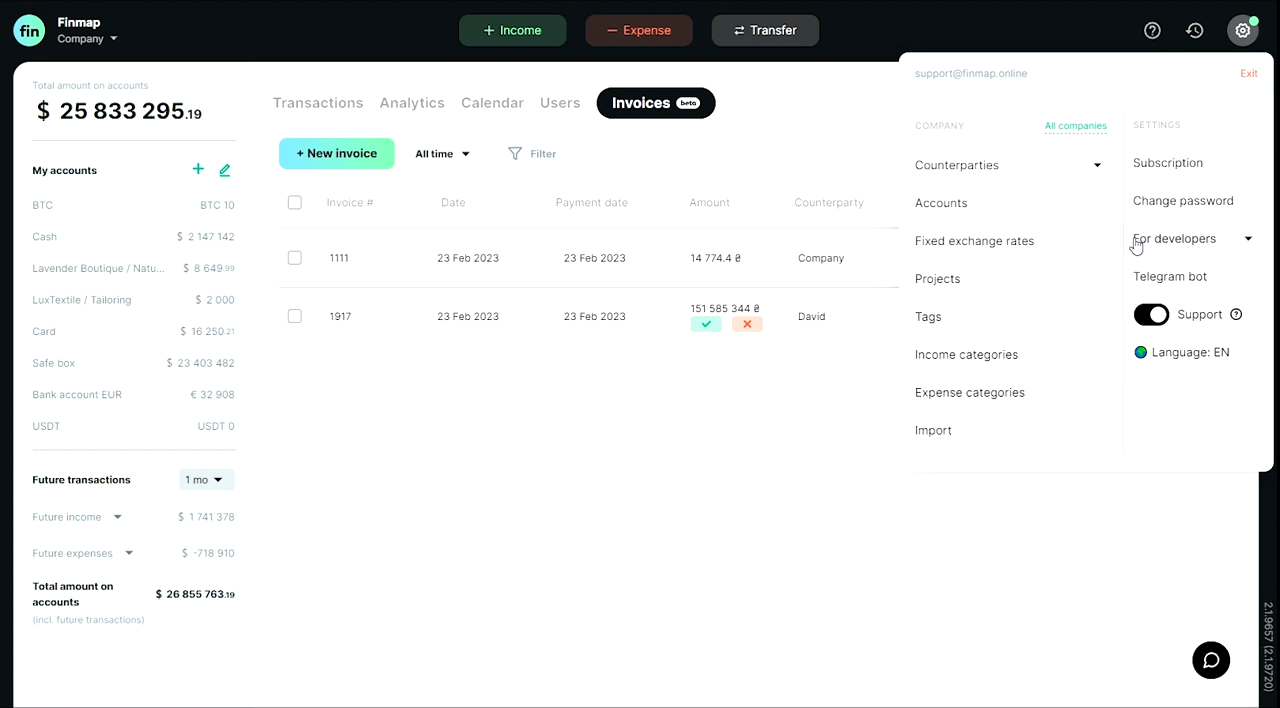 fin
Finmap
Company
+ Income
− Expense
⇄ Transfer
Total amount on accounts
$ 25 833 295.19
My accounts
BTC BTC 10
Cash $ 2 147 142
Lavender Boutique / Natu... $ 8 649.99
LuxTextile / Tailoring $ 2 000
Card $ 16 250.21
Safe box $ 23 403 482
Bank account EUR € 32 908
USDT USDT 0
Future transactions 1 mo
Future income $ 1 741 378
Future expenses $ -718 910
Total amount on accounts $ 26 855 763.19
(incl. future transactions)
Transactions Analytics Calendar Users Invoices beta
+ New invoice All time Filter
Invoice # Date Payment date Amount Counterparty
1111 23 Feb 2023 23 Feb 2023 14 774.4 ₴ Company
1917 23 Feb 2023 23 Feb 2023 151 585 344 ₴ David
support@finmap.online Exit
COMPANY All companies
Counterparties
Accounts
Fixed exchange rates
Projects
Tags
Income categories
Expense categories
Import
SETTINGS
Subscription
Change password
For developers
Telegram bot
Support
Language: EN
2.1.9657 (2.1.9720)